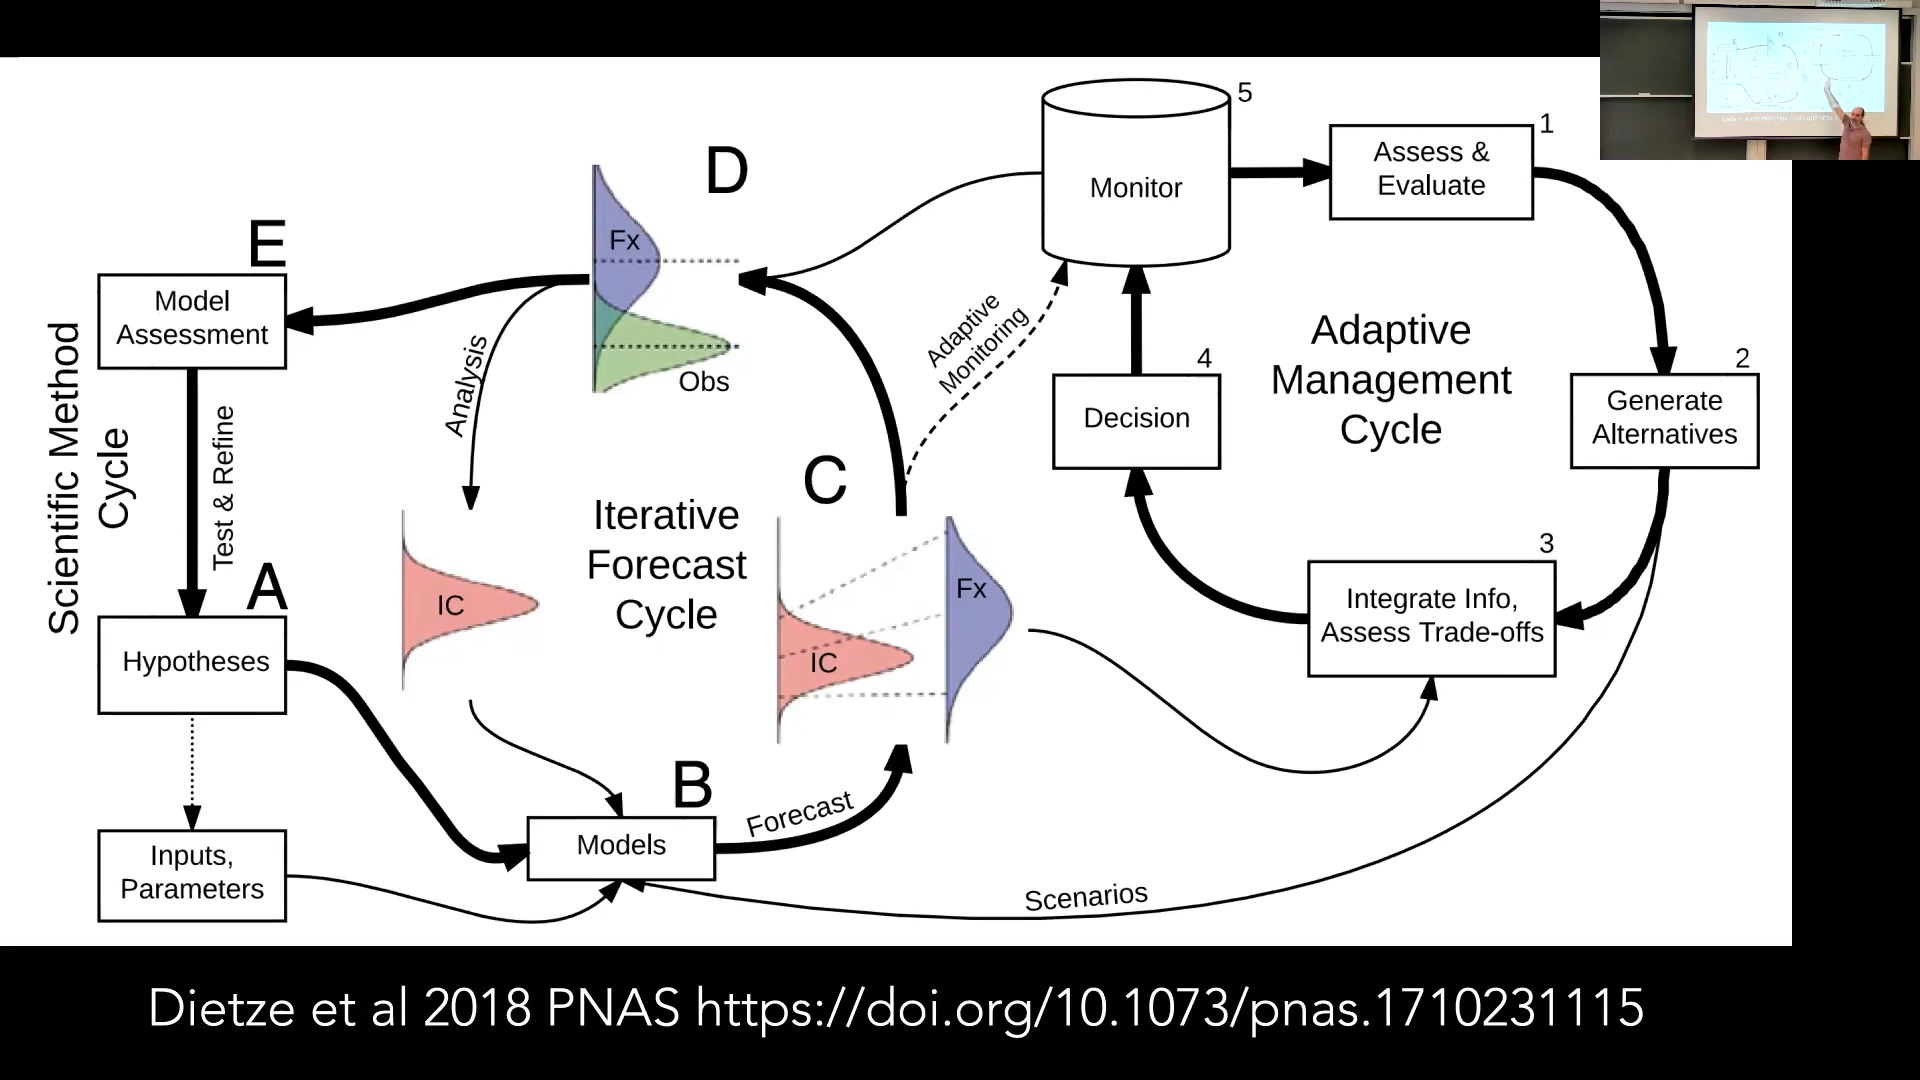 5
1
Monitor
Assess &
Evaluate
D
Fx
Obs
E
Model
Assessment
Scientific Method
Cycle
Test & Refine
Analysis
Adaptive
Monitoring
Adaptive
Management
Cycle
4
Decision
2
Generate
Alternatives
C
Iterative
Forecast
Cycle
IC
IC
Fx
3
Integrate Info,
Assess Trade-offs
A
Hypotheses
B
Models
Forecast
Inputs,
Parameters
Scenarios
Dietze et al 2018 PNAS https://doi.org/10.1073/pnas.1710231115